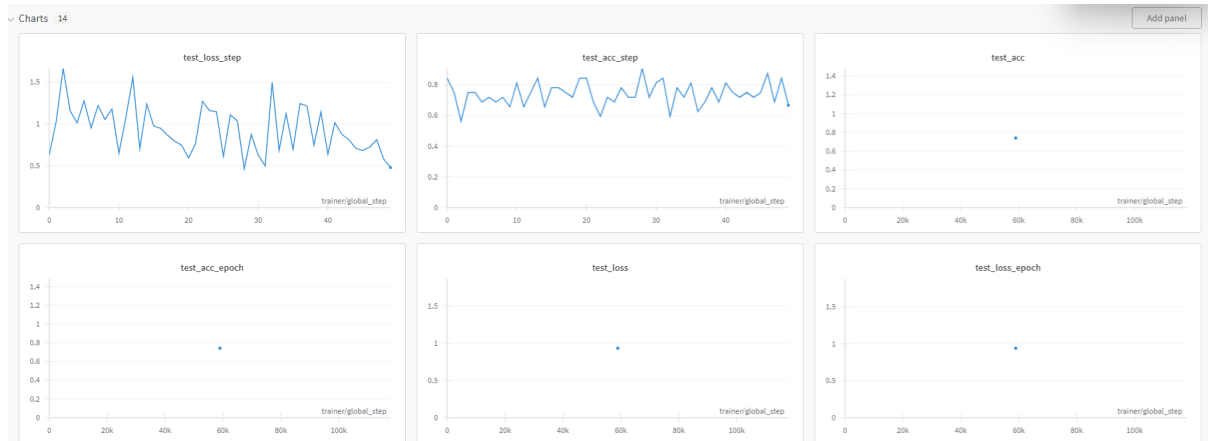 Charts 14
Add panel
test_loss_step
1.5
1
0.5
0
0 10 20 30 40
trainer/global_step
test_acc_step
0.8
0.6
0.4
0.2
0
0 10 20 30 40
trainer/global_step
test_acc
1.4
1.2
1
0.8
0.6
0.4
0.2
0
0 20k 40k 60k 80k 100k
trainer/global_step
test_acc_epoch
1.4
1.2
1
0.8
0.6
0.4
0.2
0
0 20k 40k 60k 80k 100k
trainer/global_step
test_loss
1.5
1
0.5
0
0 20k 40k 60k 80k 100k
trainer/global_step
test_loss_epoch
1.5
1
0.5
0
0 20k 40k 60k 80k 100k
trainer/global_step